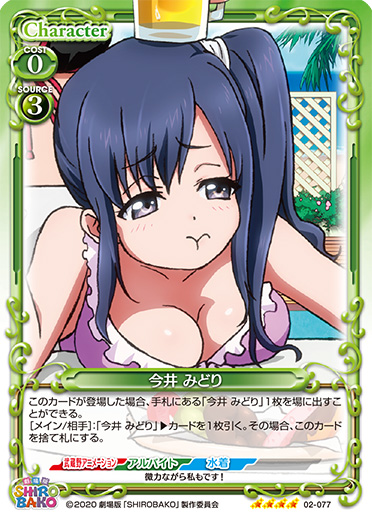 Character
COST
0
SOURCE
3
今井 みどり
このカードが登場した場合、手札にある「今井 みどり」1枚を場に出すこ
とができる。
[メイン/相手]:「今井 みどり」▶カードを1枚引く。その場合、このカード
を捨て札にする。
武蔵野アニメーション アルバイト 水着
微力ながら私も です!
劇場版
SHIRO
BAKO
©2020 劇場版「SHIROBAKO」製作委員会
★★★★ 02-077